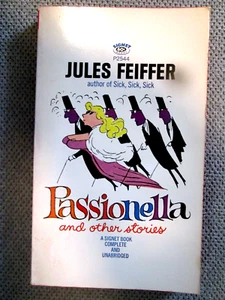 SIGNET
P2544
JULES FEIFFER
author of Sick, Sick, Sick
Passionella
and other stories
A SIGNET BOOK
COMPLETE
AND
UNABRIDGED